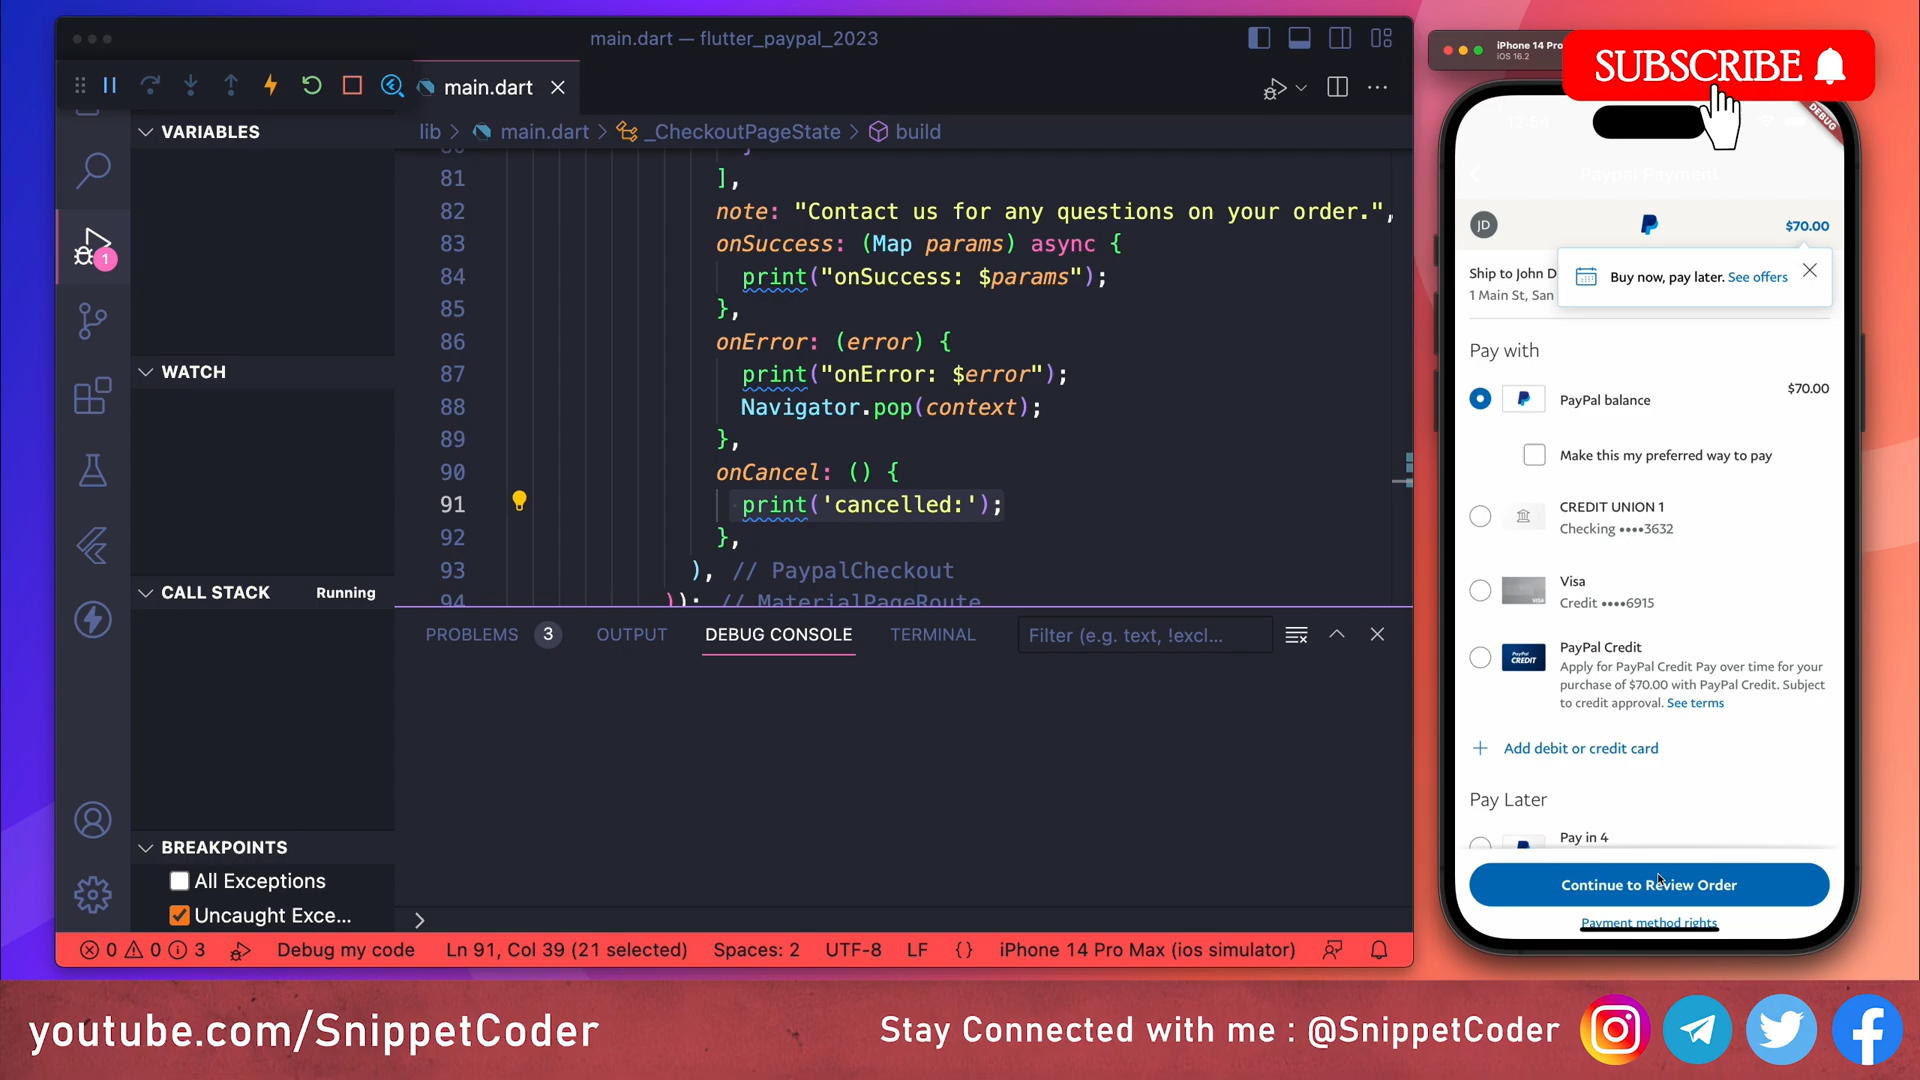 main.dart — flutter_paypal_2023
main.dart
lib > main.dart > _CheckoutPageState > build
VARIABLES
WATCH
CALL STACK
Running
BREAKPOINTS
All Exceptions
Uncaught Exce...
1
81 ],
82 note: "Contact us for any questions on your order.",
83 onSuccess: (Map params) async {
84 print("onSuccess: $params");
85 },
86 onError: (error) {
87 print("onError: $error");
88 Navigator.pop(context);
89 },
90 onCancel: () {
91 print('cancelled:');
92 },
93 ), // PaypalCheckout
94 )); // MaterialPageRoute
PROBLEMS 3 OUTPUT DEBUG CONSOLE TERMINAL Filter (e.g. text, !excl...
>
0 0 3 Debug my code Ln 91, Col 39 (21 selected) Spaces: 2 UTF-8 LF {} iPhone 14 Pro Max (ios simulator)
iPhone 14 Pro
iOS 16.2
SUBSCRIBE
DEBUG
Paypal Payment
JD $70.00
Buy now, pay later. See offers
Ship to John D
1 Main St, San
Pay with
PayPal balance $70.00
Make this my preferred way to pay
CREDIT UNION 1
Checking ••••3632
Visa
Credit ••••6915
VISA
PayPal Credit
PayPal
CREDIT
Apply for PayPal Credit Pay over time for your
purchase of $70.00 with PayPal Credit. Subject
to credit approval. See terms
Add debit or credit card
Pay Later
Pay in 4
Continue to Review Order
Payment method rights
youtube.com/SnippetCoder
Stay Connected with me : @SnippetCoder